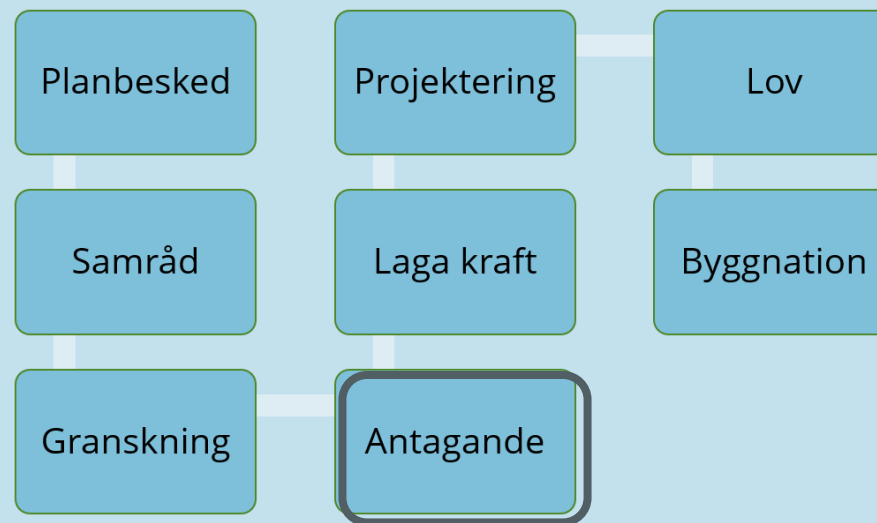 Planbesked
Samråd
Granskning
Antagande
Laga kraft
Projektering
Lov
Byggnation